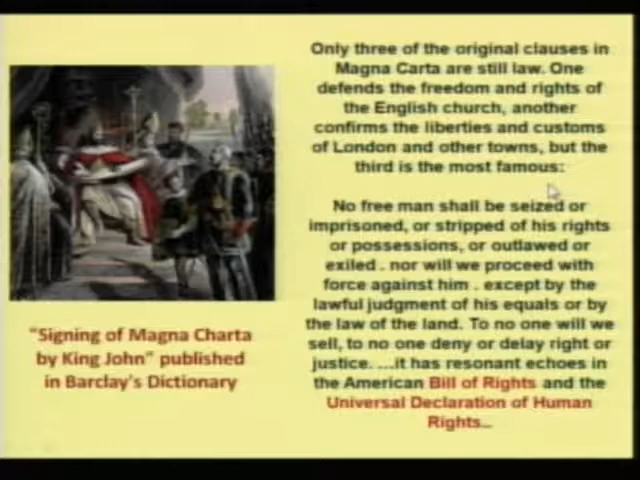 Only three of the original clauses in
Magna Carta are still law. One
defends the freedom and rights of
the English church, another
confirms the liberties and customs
of London and other towns, but the
third is the most famous:
No free man shall be seized or
imprisoned, or stripped of his rights
or possessions, or outlawed or
exiled . nor will we proceed with
force against him . except by the
lawful judgment of his equals or by
the law of the land. To no one will we
sell, to no one deny or delay right or
justice. ...it has resonant echoes in
the American Bill of Rights and the
Universal Declaration of Human
Rights...
"Signing of Magna Charta
by King John" published
in Barclay's Dictionary